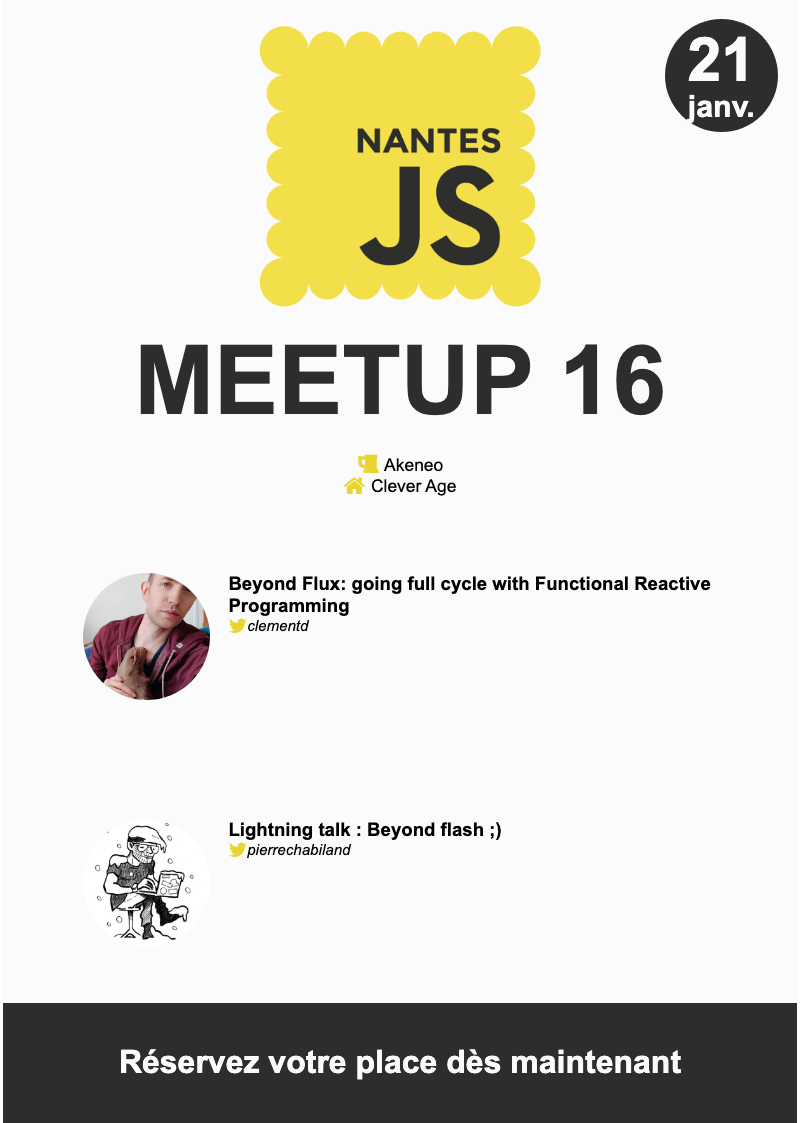 21
janv.
NANTES
JS
MEETUP 16
Akeneo
Clever Age
Beyond Flux: going full cycle with Functional Reactive
Programming
clementd
Lightning talk : Beyond flash ;)
pierrechabiland
Réservez votre place dès maintenant